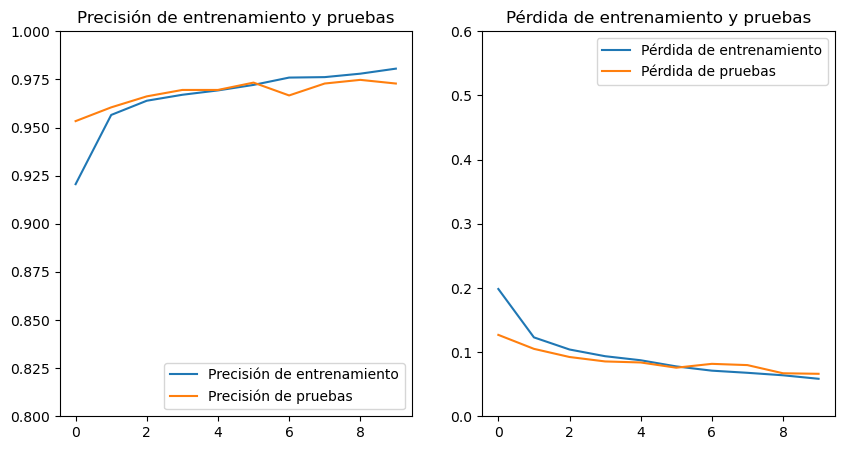 Precisión de entrenamiento y pruebas
1.000
0.975
0.950
0.925
0.900
0.875
0.850
0.825
0.800
0 2 4 6 8
Precisión de entrenamiento
Precisión de pruebas
Pérdida de entrenamiento y pruebas
0.6
0.5
0.4
0.3
0.2
0.1
0.0
0 2 4 6 8
Pérdida de entrenamiento
Pérdida de pruebas